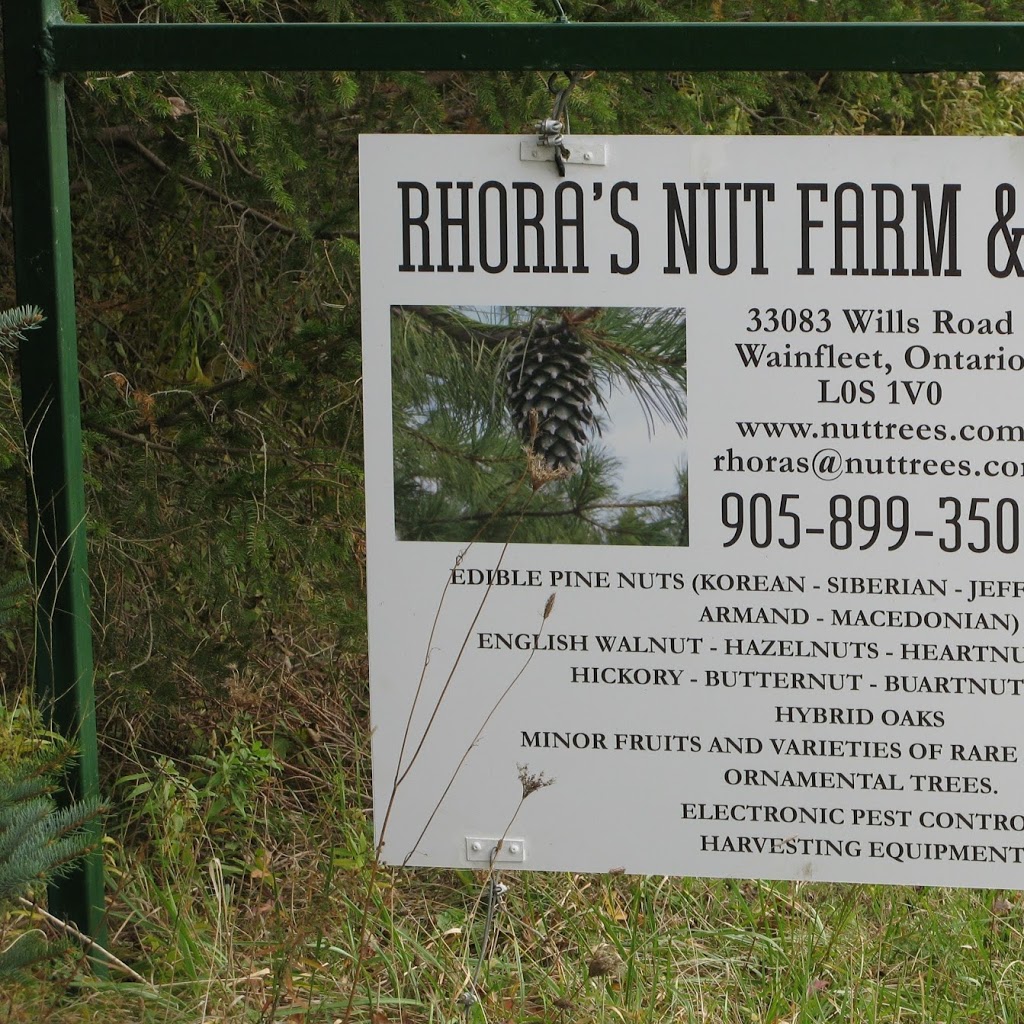 RHORA'S NUT FARM &
33083 Wills Road
Wainfleet, Ontario
L0S 1V0
www.nuttrees.com
rhoras@nuttrees.co
905-899-350
EDIBLE PINE NUTS (KOREAN - SIBERIAN - JEFF
ARMAND - MACEDONIAN)
ENGLISH WALNUT - HAZELNUTS - HEARTNU
HICKORY - BUTTERNUT - BUARTNUT
HYBRID OAKS
MINOR FRUITS AND VARIETIES OF RARE
ORNAMENTAL TREES.
ELECTRONIC PEST CONTRO
HARVESTING EQUIPMENT